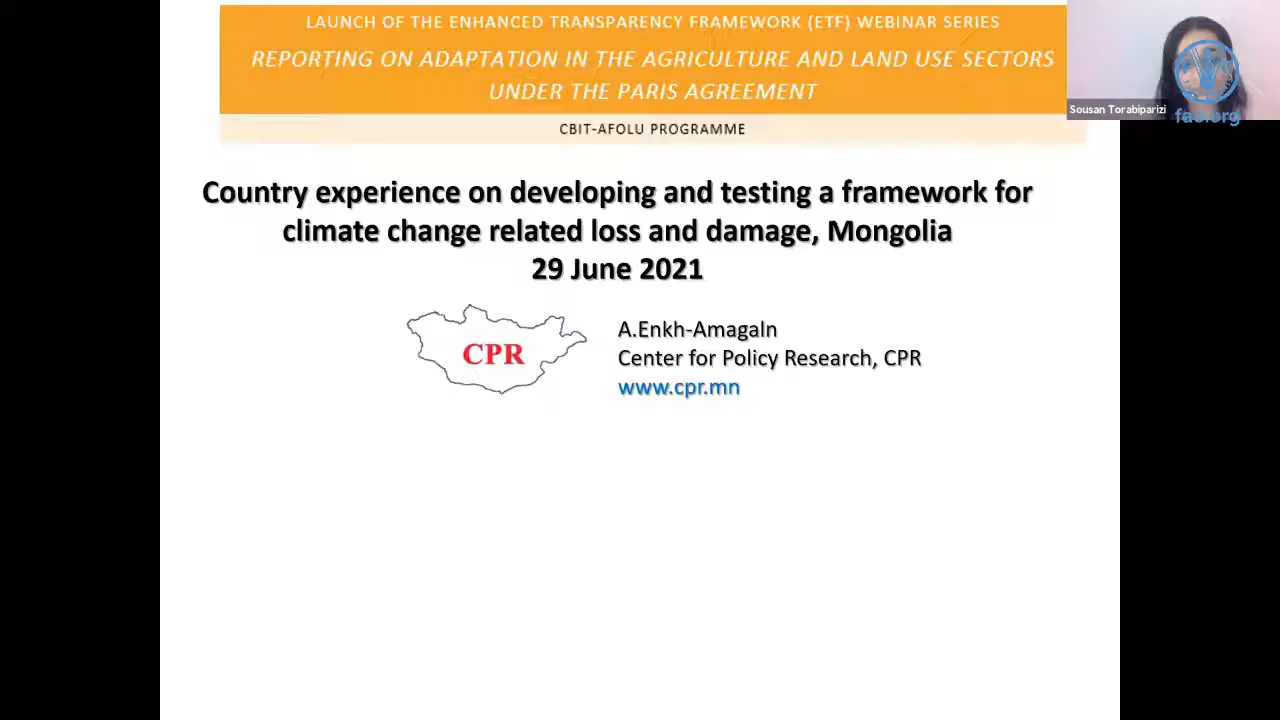 LAUNCH OF THE ENHANCED TRANSPARENCY FRAMEWORK (ETF) WEBINAR SERIES
REPORTING ON ADAPTATION IN THE AGRICULTURE AND LAND USE SECTORS
UNDER THE PARIS AGREEMENT
CBIT-AFOLU PROGRAMME
Sousan Torabiparizi
fao.org
Country experience on developing and testing a framework for
climate change related loss and damage, Mongolia
29 June 2021
CPR
A.Enkh-Amagaln
Center for Policy Research, CPR
www.cpr.mn